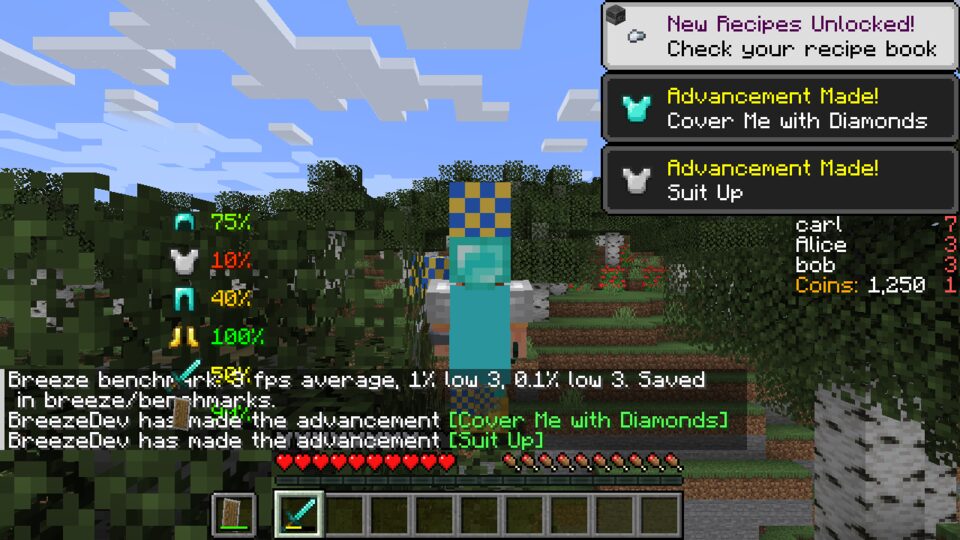 New Recipes Unlocked!
Check your recipe book
Advancement Made!
Cover Me with Diamonds
Advancement Made!
Suit Up
carl 7
Alice 3
bob 3
Coins: 1,250 1
75%
10%
40%
100%
50%
Breeze benchmark: fps average, 1% low 3, 0.1% low 3. Saved
in breeze/benchmarks.
BreezeDev has made the advancement [Cover Me with Diamonds]
BreezeDev has made the advancement [Suit Up]